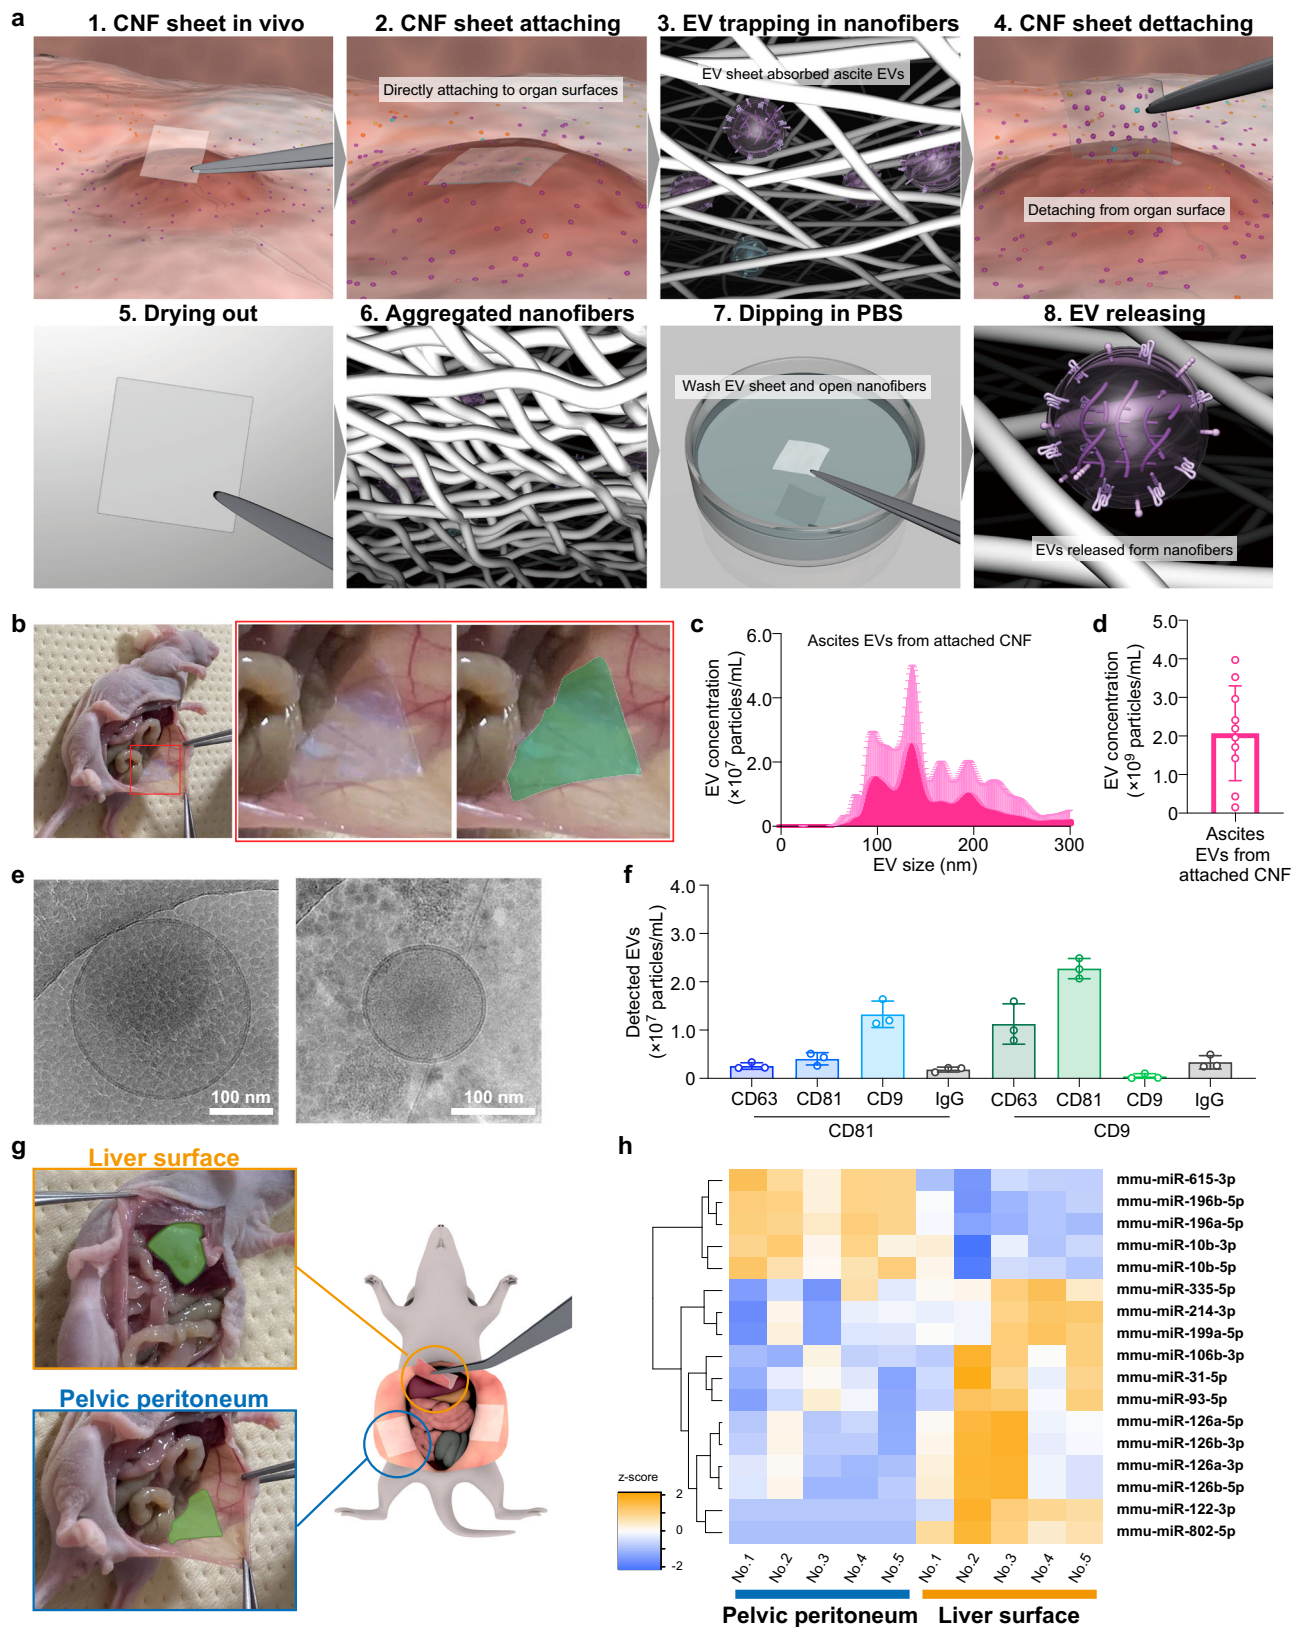 a
1. CNF sheet in vivo
2. CNF sheet attaching
3. EV trapping in nanofibers
4. CNF sheet dettaching
Directly attaching to organ surfaces
EV sheet absorbed ascite EVs
Detaching from organ surface
5. Drying out
6. Aggregated nanofibers
7. Dipping in PBS
8. EV releasing
Wash EV sheet and open nanofibers
EVs released form nanofibers
b
c
EV concentration
(×10⁷ particles/mL)
6.0
4.0
2.0
0
Ascites EVs from attached CNF
0
100
200
300
EV size (nm)
d
EV concentration
(×10⁹ particles/mL)
5.0
4.0
3.0
2.0
1.0
0
Ascites
EVs from
attached CNF
e
100 nm
100 nm
f
Detected EVs
(×10⁷ particles/mL)
4.0
3.0
2.0
1.0
0
CD63
CD81
CD9
IgG
CD63
CD81
CD9
IgG
CD81
CD9
g
Liver surface
Pelvic peritoneum
h
mmu-miR-615-3p
mmu-miR-196b-5p
mmu-miR-196a-5p
mmu-miR-10b-3p
mmu-miR-10b-5p
mmu-miR-335-5p
mmu-miR-214-3p
mmu-miR-199a-5p
mmu-miR-106b-3p
mmu-miR-31-5p
mmu-miR-93-5p
mmu-miR-126a-5p
mmu-miR-126b-3p
mmu-miR-126a-3p
mmu-miR-126b-5p
mmu-miR-122-3p
mmu-miR-802-5p
z-score
2
0
-2
No.1
No.2
No.3
No.4
No.5
No.1
No.2
No.3
No.4
No.5
Pelvic peritoneum
Liver surface